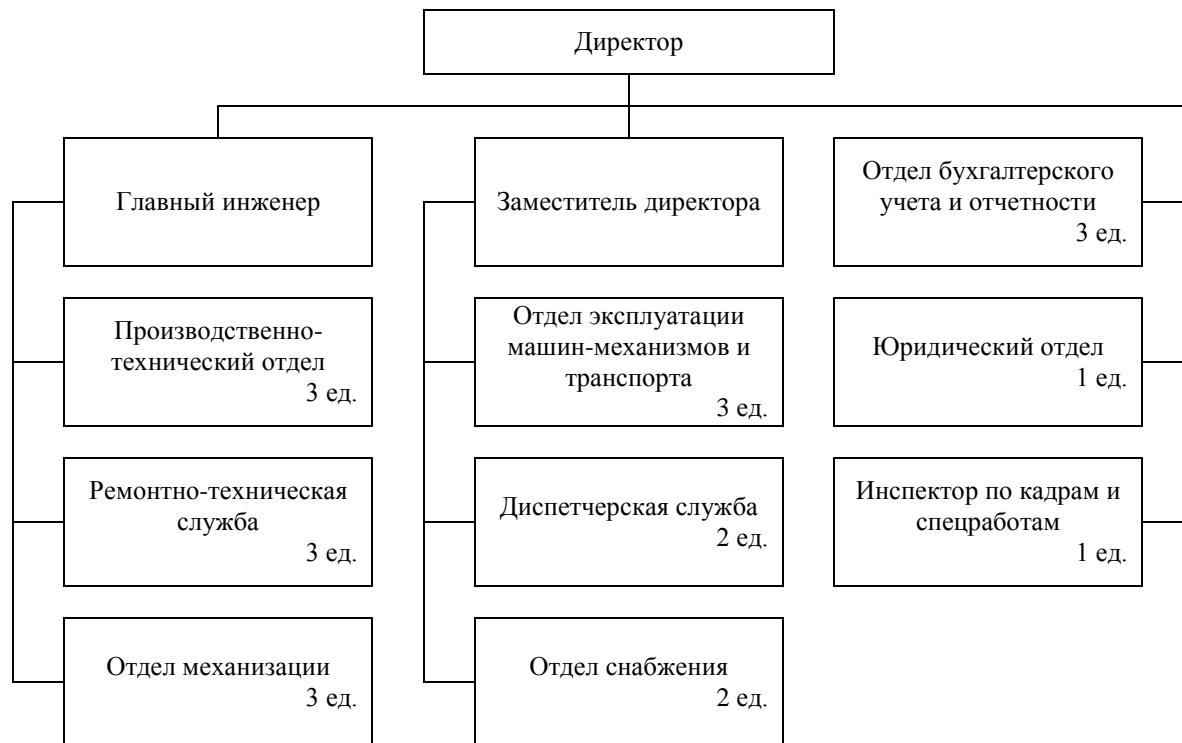 Директор
Главный инженер
Заместитель директора
Отдел бухгалтерского
учета и отчетности
3 ед.
Производственно-
технический отдел
3 ед.
Отдел эксплуатации
машин-механизмов и
транспорта
3 ед.
Юридический отдел
1 ед.
Ремонтно-техническая
служба
3 ед.
Диспетчерская служба
2 ед.
Инспектор по кадрам и
спецработам
1 ед.
Отдел механизации
3 ед.
Отдел снабжения
2 ед.